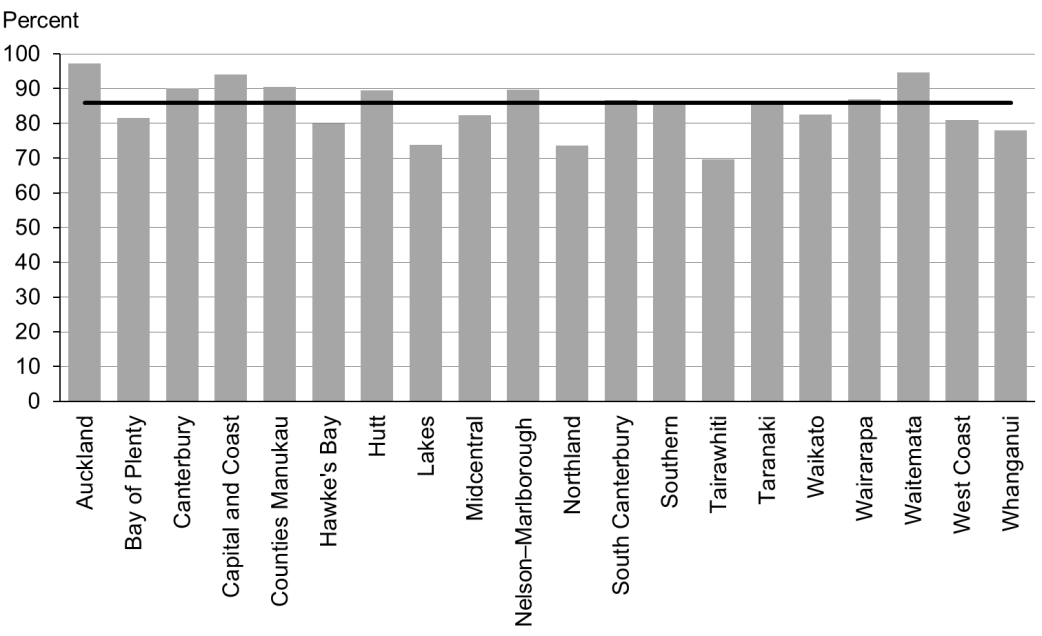 Percent
100
90
80
70
60
50
40
30
20
10
0
Auckland
Bay of Plenty
Canterbury
Capital and Coast
Counties Manukau
Hawke's Bay
Hutt
Lakes
Midcentral
Nelson–Marlborough
Northland
South Canterbury
Southern
Tairawhiti
Taranaki
Waikato
Wairarapa
Waitemata
West Coast
Whanganui